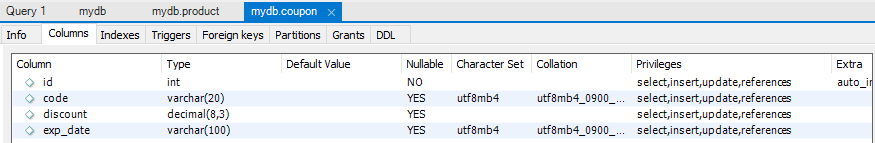 Query 1 mydb mydb.product mydb.coupon ×
Info Columns Indexes Triggers Foreign keys Partitions Grants DDL
Column Type Default Value Nullable Character Set Collation Privileges Extra
id int NO select,insert,update,references auto_in
code varchar(20) YES utf8mb4 utf8mb4_0900_... select,insert,update,references
discount decimal(8,3) YES select,insert,update,references
exp_date varchar(100) YES utf8mb4 utf8mb4_0900_... select,insert,update,references